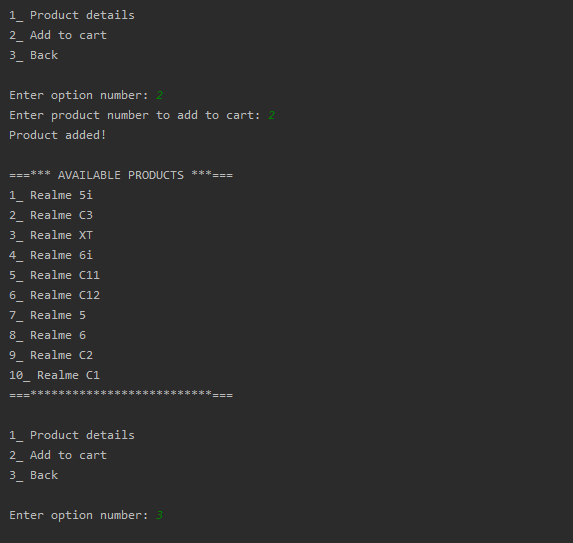 1_ Product details
2_ Add to cart
3_ Back
Enter option number: 2
Enter product number to add to cart: 2
Product added!
===*** AVAILABLE PRODUCTS ***===
1_ Realme 5i
2_ Realme C3
3_ Realme XT
4_ Realme 6i
5_ Realme C11
6_ Realme C12
7_ Realme 5
8_ Realme 6
9_ Realme C2
10_ Realme C1
===**************************===
1_ Product details
2_ Add to cart
3_ Back
Enter option number: 3